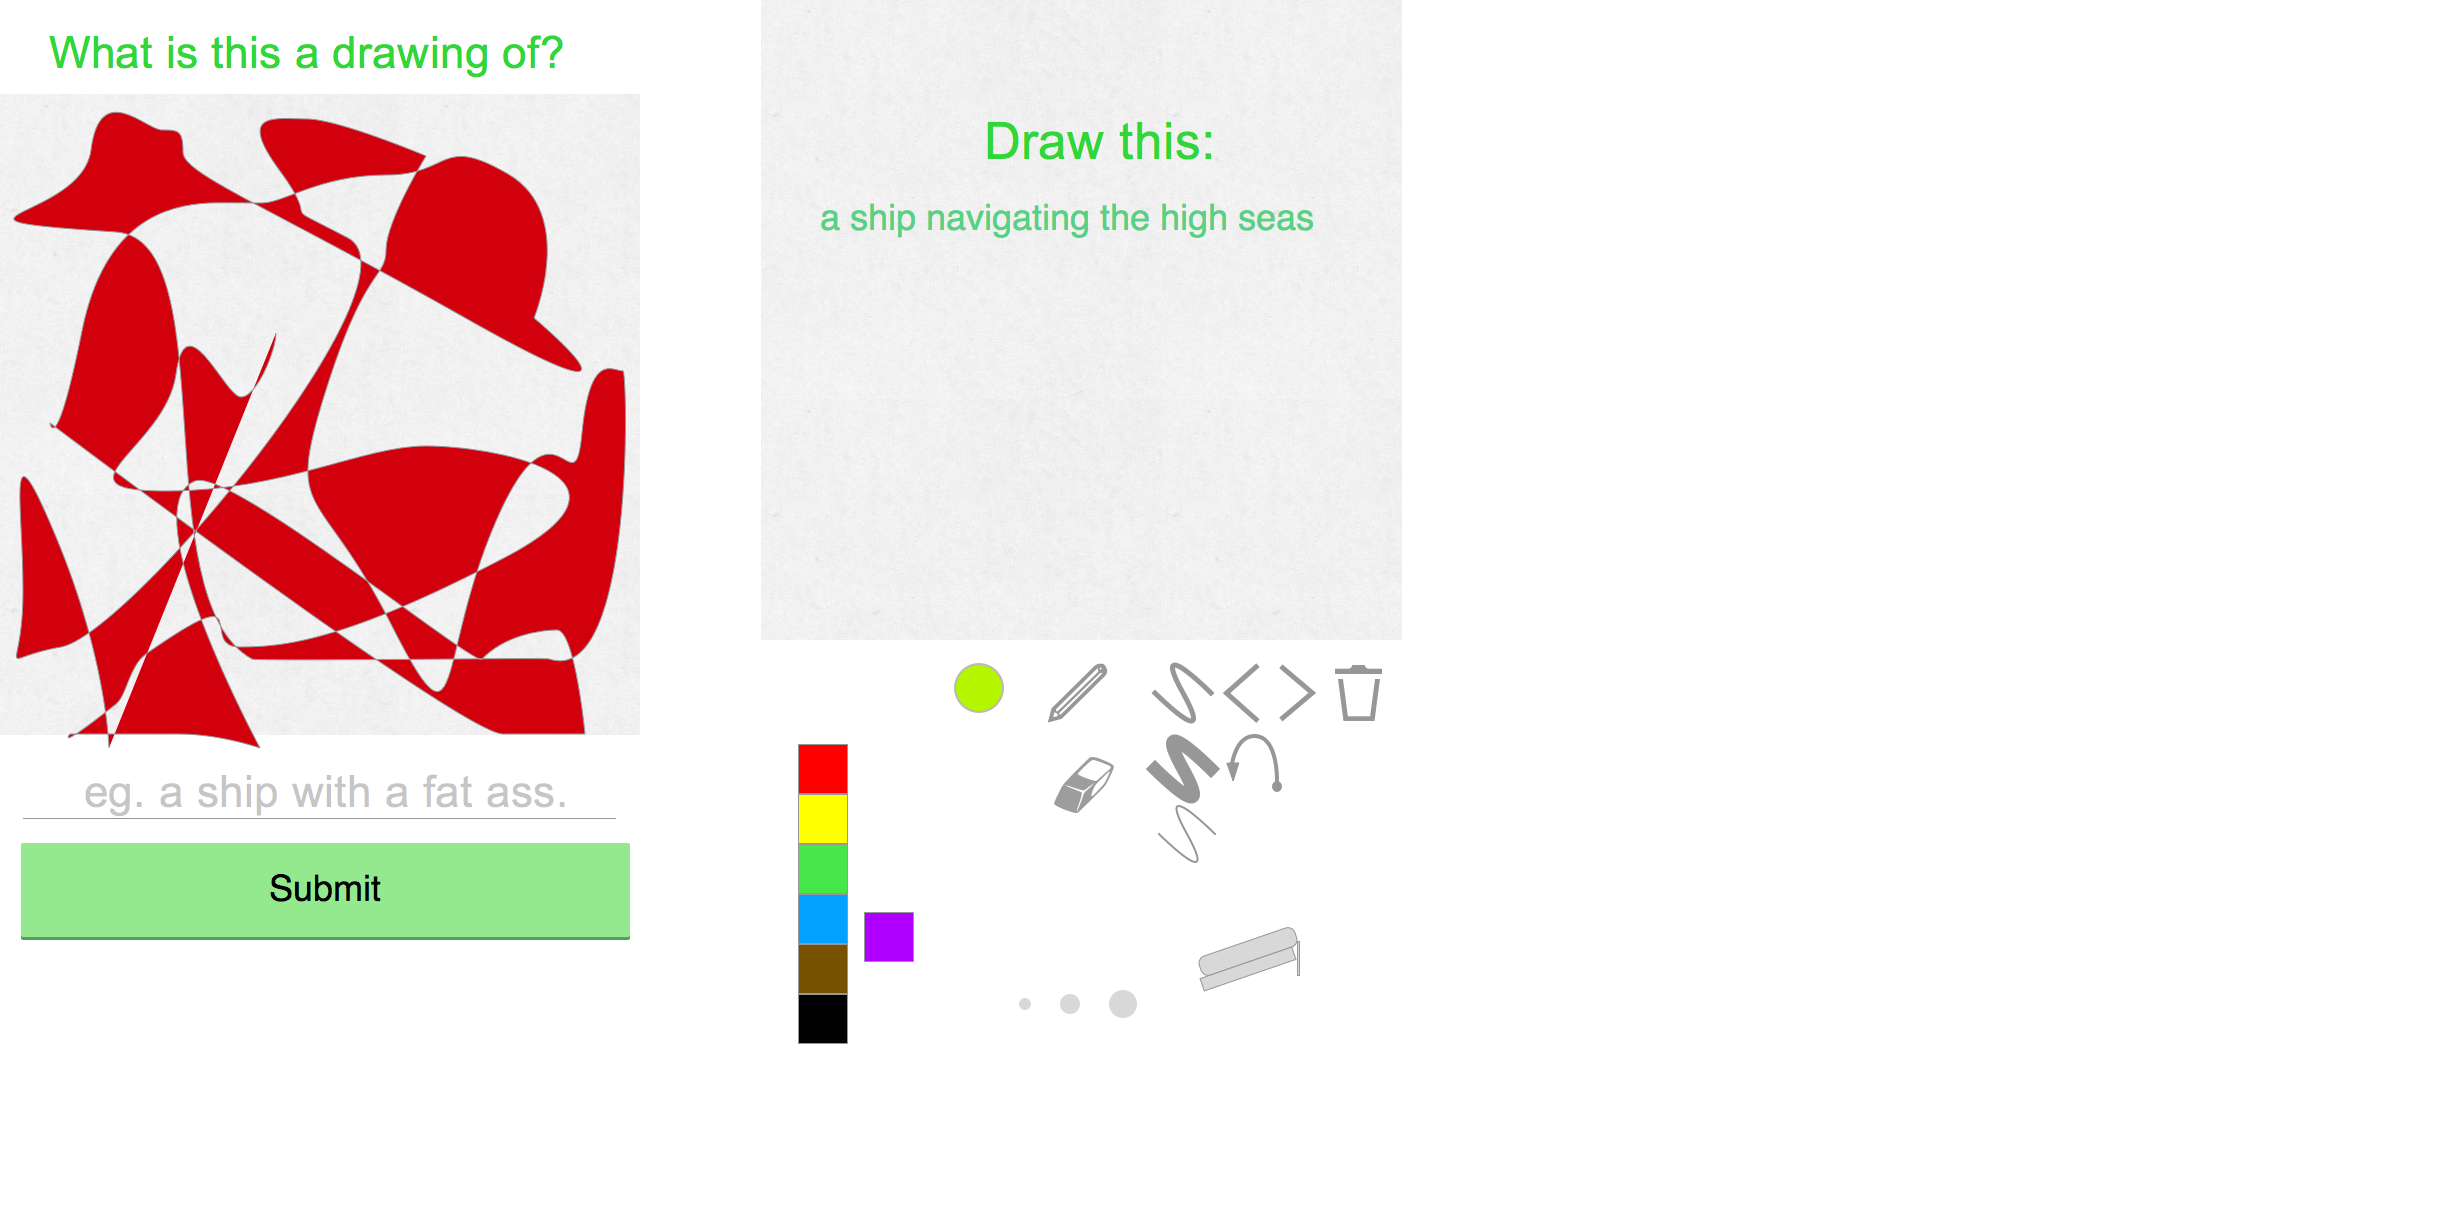 What is this a drawing of?
eg. a ship with a fat ass.
Submit
Draw this:
a ship navigating the high seas